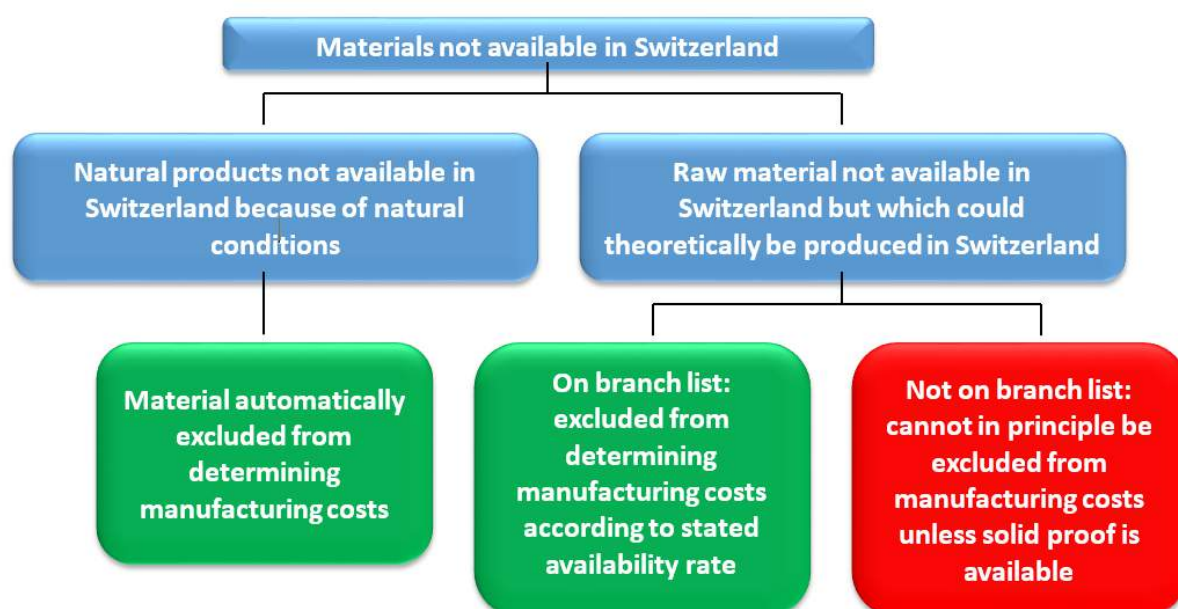 Materials not available in Switzerland
Natural products not available in
Switzerland because of natural
conditions
Raw material not available in
Switzerland but which could
theoretically be produced in Switzerland
Material automatically
excluded from
determining
manufacturing costs
On branch list:
excluded from
determining
manufacturing costs
according to stated
availability rate
Not on branch list:
cannot in principle be
excluded from
manufacturing costs
unless solid proof is
available